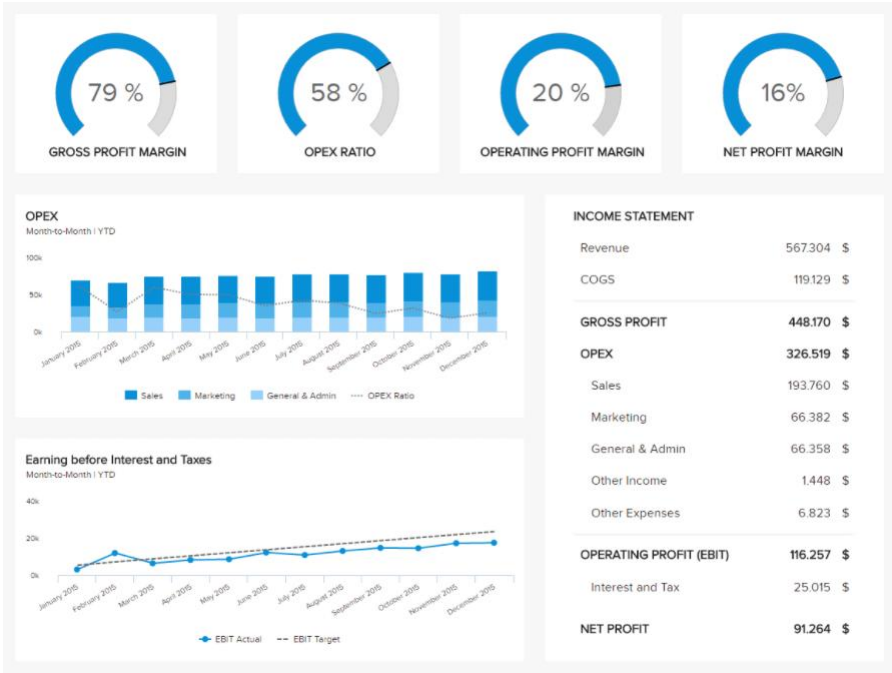 79 %
GROSS PROFIT MARGIN
58 %
OPEX RATIO
20 %
OPERATING PROFIT MARGIN
16%
NET PROFIT MARGIN
OPEX
Month-to-Month | YTD
100k
50k
0k
January 2015
February 2015
March 2015
April 2015
May 2015
June 2015
July 2015
August 2015
September 2015
October 2015
November 2015
December 2015
Sales
Marketing
General & Admin
OPEX Ratio
Earning before Interest and Taxes
Month-to-Month | YTD
40k
20k
0k
January 2015
February 2015
March 2015
April 2015
May 2015
June 2015
July 2015
August 2015
September 2015
October 2015
November 2015
December 2015
EBIT Actual
EBIT Target
INCOME STATEMENT
Revenue 567.304 $
COGS 119.129 $
GROSS PROFIT 448.170 $
OPEX 326.519 $
Sales 193.760 $
Marketing 66.382 $
General & Admin 66.358 $
Other Income 1.448 $
Other Expenses 6.823 $
OPERATING PROFIT (EBIT) 116.257 $
Interest and Tax 25.015 $
NET PROFIT 91.264 $